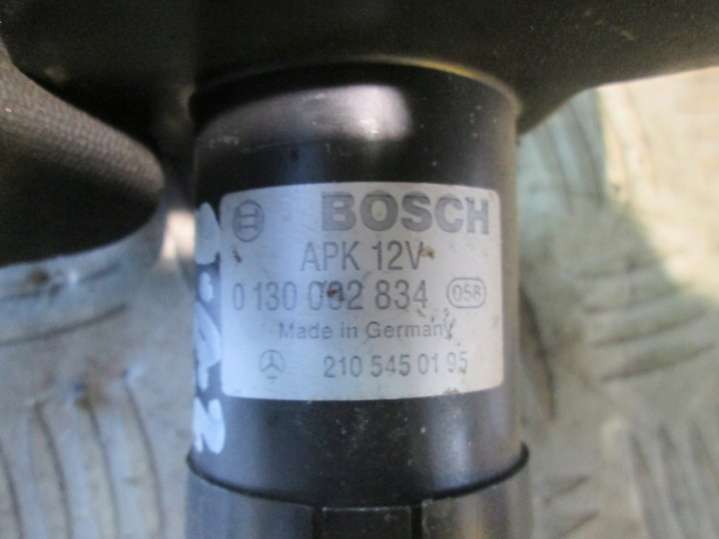 BOSCH
APK 12V
0 130 002 834 058
Made in Germany
210 545 01 95